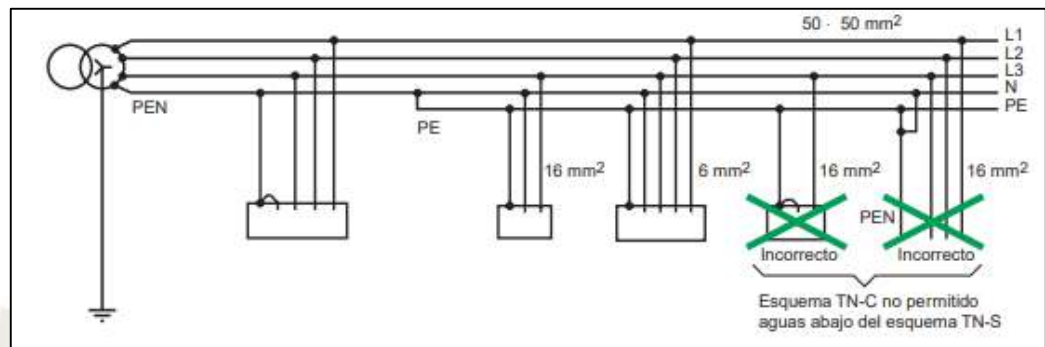 50 - 50 mm²
L1
L2
L3
N
PE
PEN
PE
16 mm²
6 mm²
16 mm²
16 mm²
PEN
Incorrecto
Incorrecto
Esquema TN-C no permitido
aguas abajo del esquema TN-S